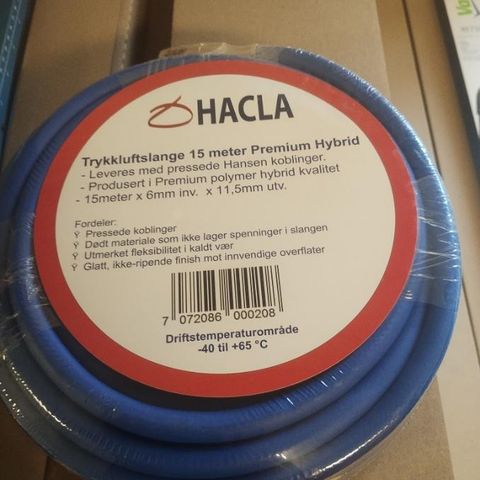 HACLA
Trykkluftslange 15 meter Premium Hybrid
- Leveres med pressede Hansen koblinger.
- Produsert i Premium polymer hybrid kvalitet
- 15meter x 6mm inv. x 11,5mm utv.
Fordeler:
Ÿ Pressede koblinger
Ÿ Dødt materiale som ikke lager spenninger i slangen
Ÿ Utmerket fleksibilitet i kaldt vær
Ÿ Glatt, ikke-ripende finish mot innvendige overflater
7 072086 000208
Driftstemperaturområde
-40 til +65 °C